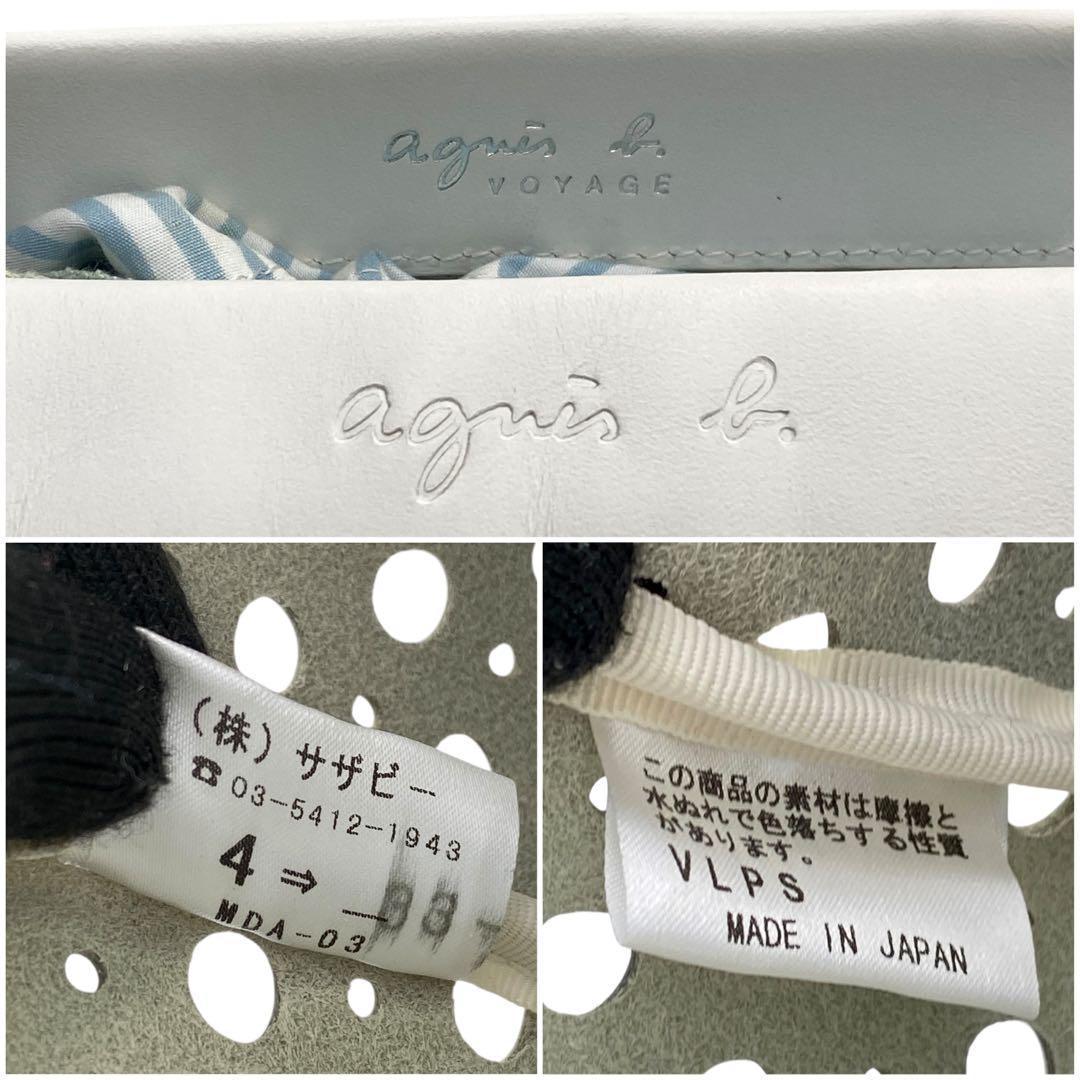 agnès b.
VOYAGE
agnès b.
(株) サザビー
☎03-5412-1943
4⇒
MDA-03
この商品の素材は摩擦と
水ぬれで色落ちする性質
があります。
VLPS
MADE IN JAPAN